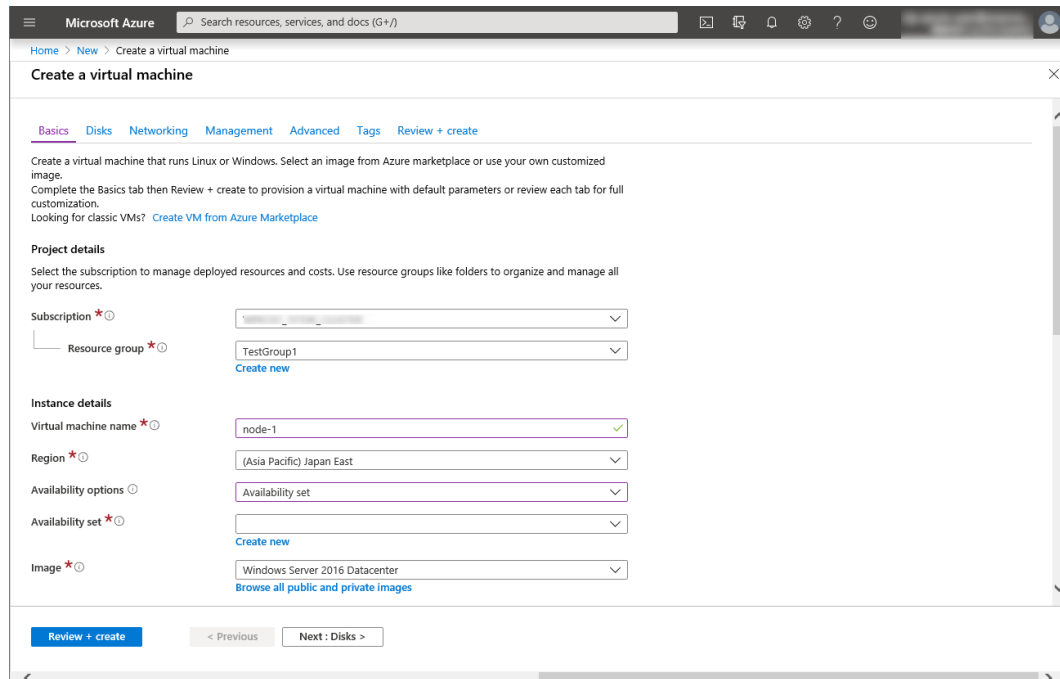 Microsoft Azure
Search resources, services, and docs (G+/)
Home > New > Create a virtual machine
Create a virtual machine
Basics Disks Networking Management Advanced Tags Review + create
Create a virtual machine that runs Linux or Windows. Select an image from Azure marketplace or use your own customized
image.
Complete the Basics tab then Review + create to provision a virtual machine with default parameters or review each tab for full
customization.
Looking for classic VMs? Create VM from Azure Marketplace
Project details
Select the subscription to manage deployed resources and costs. Use resource groups like folders to organize and manage all
your resources.
Subscription *
Resource group * TestGroup1
Create new
Instance details
Virtual machine name * node-1
Region * (Asia Pacific) Japan East
Availability options Availability set
Availability set *
Create new
Image * Windows Server 2016 Datacenter
Browse all public and private images
Review + create < Previous Next : Disks >